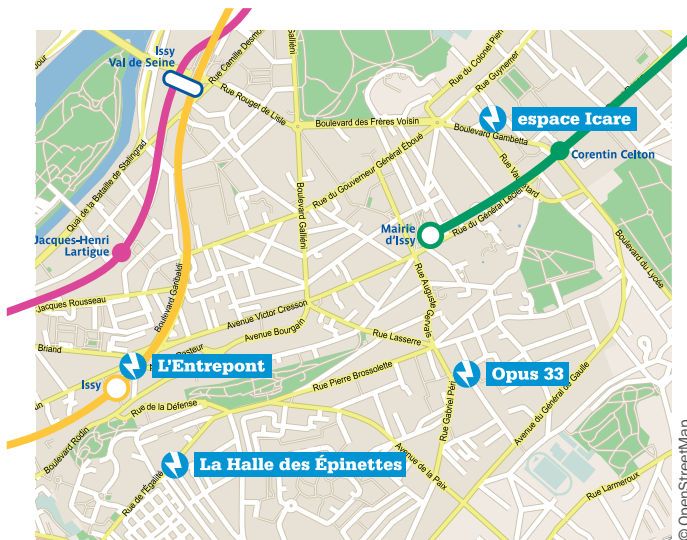 Issy
Val de Seine
Rue Camille Desmo
Galliéni
Rue du Colonel Pier
Rue Guynemer
Rue Rouget de Lisle
Boulevard des Frères Voisin
espace Icare
Boulevard Gambetta
Corentin Celton
Quai de la Bataille de Stalingrad
Rue du Gouverneur Général Éboué
Rue du Général Leclerc
Mairie
d'Issy
Boulevard Galliéni
Boulevard du Lycée
Jacques-Henri
Lartigue
Boulevard Garibaldi
Jacques Rousseau
Avenue Victor Cresson
Avenue Bourgain
Rue Auguste Gervais
Rue Lasserre
Briand
Pasteur
L'Entrepont
Issy
Opus 33
Rue Pierre Brossolette
Rue de la Défense
Rue Gabriel Péri
Avenue du Général de Gaulle
Boulevard Rodin
La Halle des Épinettes
Rue de l'Égalité
Avenue de la Paix
Rue Larmeroux
© OpenStreetMap